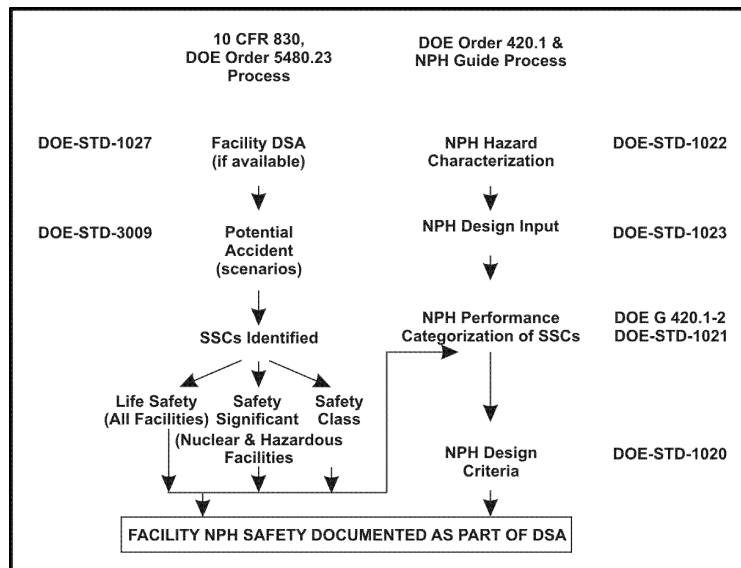 10 CFR 830,
DOE Order 5480.23
Process
DOE Order 420.1 &
NPH Guide Process
DOE-STD-1027
Facility DSA
(if available)
NPH Hazard
Characterization
DOE-STD-1022
DOE-STD-3009
Potential
Accident
(scenarios)
NPH Design Input
DOE-STD-1023
SSCs Identified
NPH Performance
Categorization of SSCs
DOE G 420.1-2
DOE-STD-1021
Life Safety
(All Facilities)
Safety
Significant
Safety
Class
(Nuclear & Hazardous
Facilities
NPH Design
Criteria
DOE-STD-1020
FACILITY NPH SAFETY DOCUMENTED AS PART OF DSA